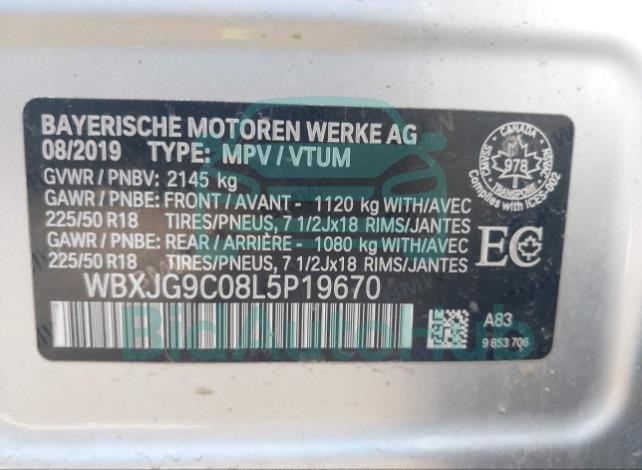 BAYERISCHE MOTOREN WERKE AG
08/2019 TYPE: MPV / VTUM
GVWR / PNBV: 2145 kg
GAWR / PNBE: FRONT / AVANT - 1120 kg WITH/AVEC
225/50 R18 TIRES/PNEUS, 7 1/2Jx18 RIMS/JANTES
GAWR / PNBE: REAR / ARRIÈRE - 1080 kg WITH/AVEC
225/50 R18 TIRES/PNEUS, 7 1/2Jx18 RIMS/JANTES
WBXJG9C08L5P19670
CANADA
978
TRANSPORT
Complies with ICES-002
EC
A83
9 853 706
BidAutoHub